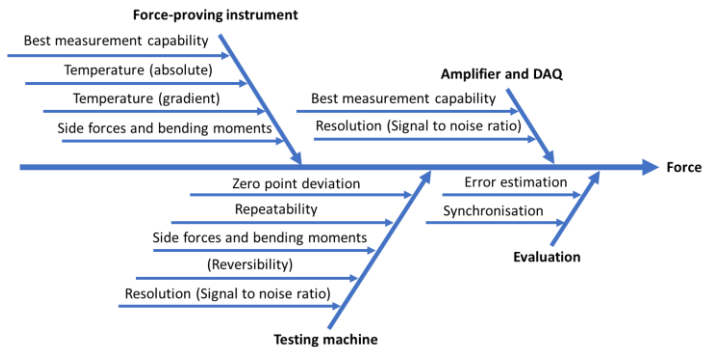 Force-proving instrument
Best measurement capability
Temperature (absolute)
Temperature (gradient)
Side forces and bending moments
Amplifier and DAQ
Best measurement capability
Resolution (Signal to noise ratio)
Force
Zero point deviation
Repeatability
Side forces and bending moments
(Reversibility)
Resolution (Signal to noise ratio)
Testing machine
Error estimation
Synchronisation
Evaluation